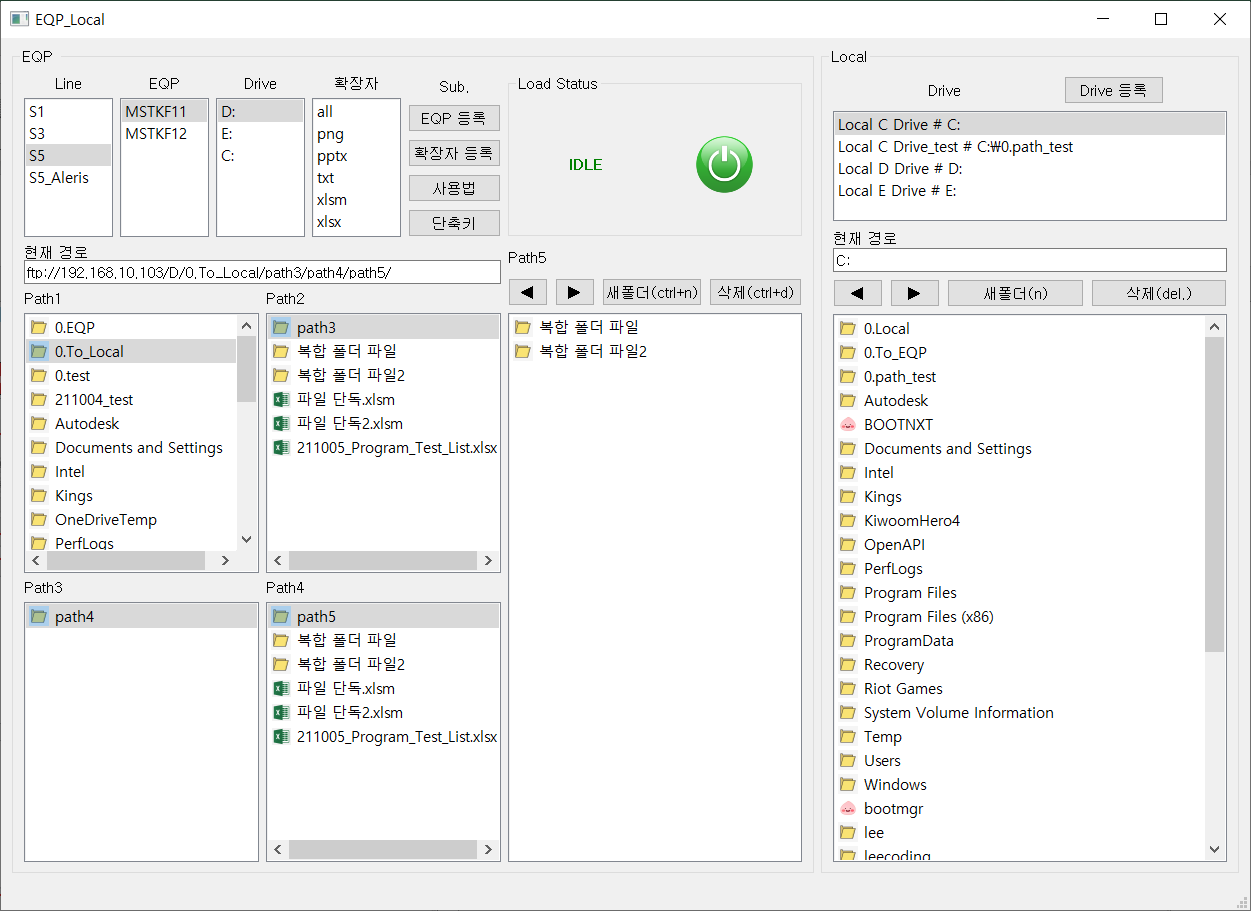 EQP_Local
EQP
Line
S1
S3
S5
S5_Aleris
EQP
MSTKF11
MSTKF12
Drive
D:
E:
C:
확장자
all
png
pptx
txt
xlsm
xlsx
Sub.
EQP 등록
확장자 등록
사용법
단축키
Load Status
IDLE
현재 경로
ftp://192.168.10.103/D/0.To_Local/path3/path4/path5/
Path1
0.EQP
0.To_Local
0.test
211004_test
Autodesk
Documents and Settings
Intel
Kings
OneDriveTemp
PerfLogs
Path2
path3
복합 폴더 파일
복합 폴더 파일2
파일 단독.xlsm
파일 단독2.xlsm
211005_Program_Test_List.xlsx
Path3
path4
Path4
path5
복합 폴더 파일
복합 폴더 파일2
파일 단독.xlsm
파일 단독2.xlsm
211005_Program_Test_List.xlsx
Path5
◀ ▶ 새폴더(ctrl+n) 삭제(ctrl+d)
복합 폴더 파일
복합 폴더 파일2
Local
Drive
Drive 등록
Local C Drive # C:
Local C Drive_test # C:₩0.path_test
Local D Drive # D:
Local E Drive # E:
현재 경로
C:
◀ ▶ 새폴더(n) 삭제(del.)
0.Local
0.To_EQP
0.path_test
Autodesk
BOOTNXT
Documents and Settings
Intel
Kings
KiwoomHero4
OpenAPI
PerfLogs
Program Files
Program Files (x86)
ProgramData
Recovery
Riot Games
System Volume Information
Temp
Users
Windows
bootmgr
lee
leecoding